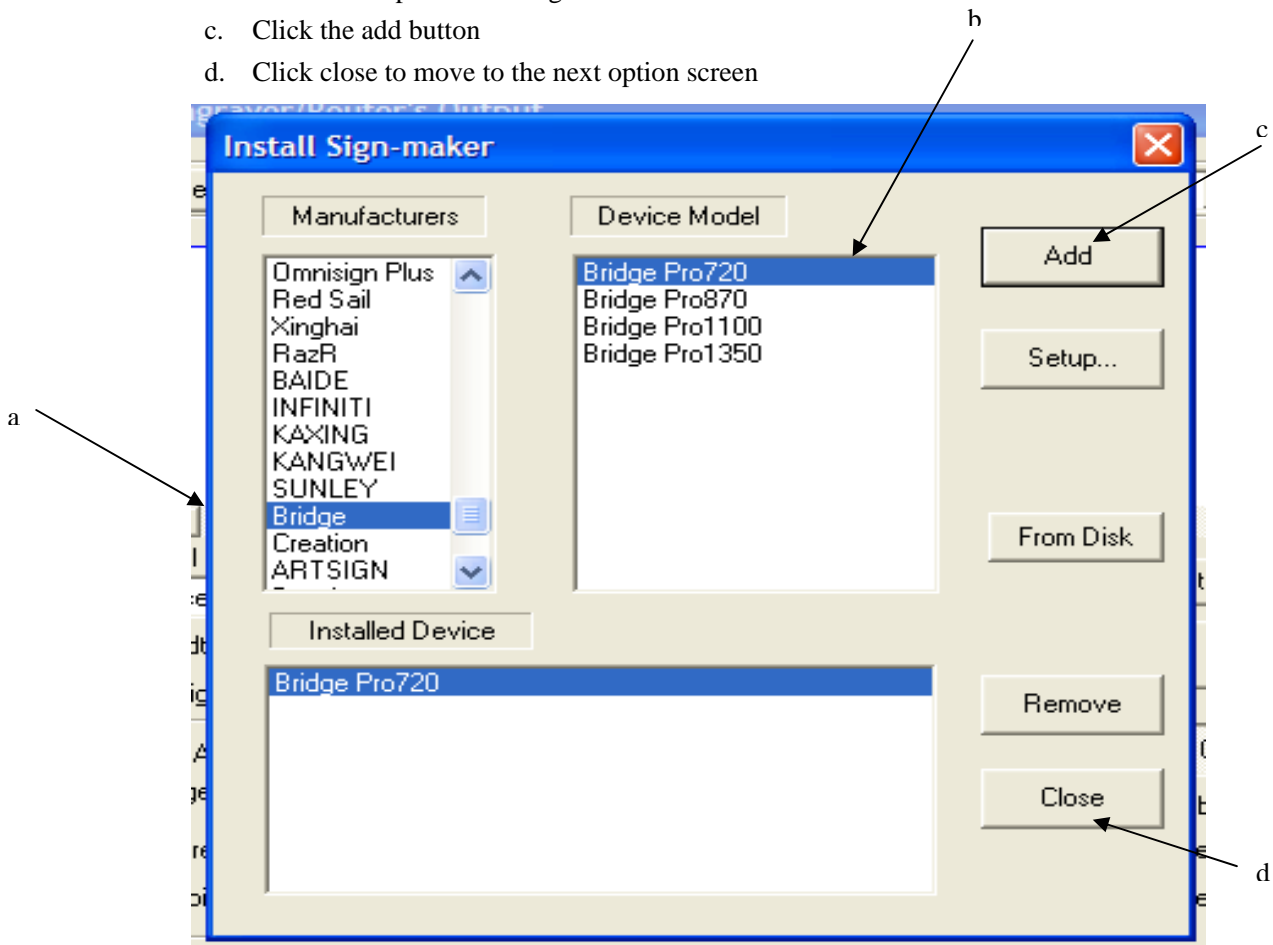 b
c. Click the add button
d. Click close to move to the next option screen
c
Install Sign-maker
Manufacturers
Device Model
Add
Omnisign Plus
Red Sail
Xinghai
RazR
BAIDE
INFINITI
KAXING
KANGWEI
SUNLEY
Bridge
Creation
ARTSIGN
Bridge Pro720
Bridge Pro870
Bridge Pro1100
Bridge Pro1350
Setup...
a
From Disk
Installed Device
Bridge Pro720
Remove
Close
d